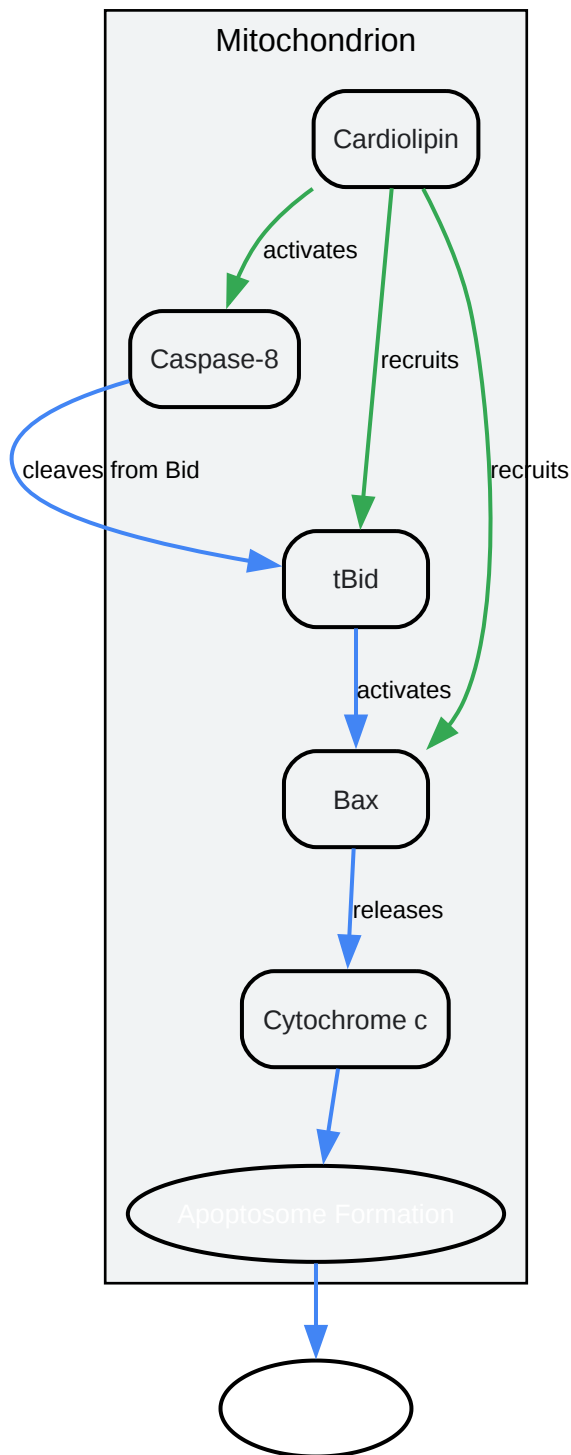 Mitochondrion
Cardiolipin
activates
Caspase-8
recruits
cleaves from Bid
recruits
tBid
activates
Bax
releases
Cytochrome c
Apoptosome Formation